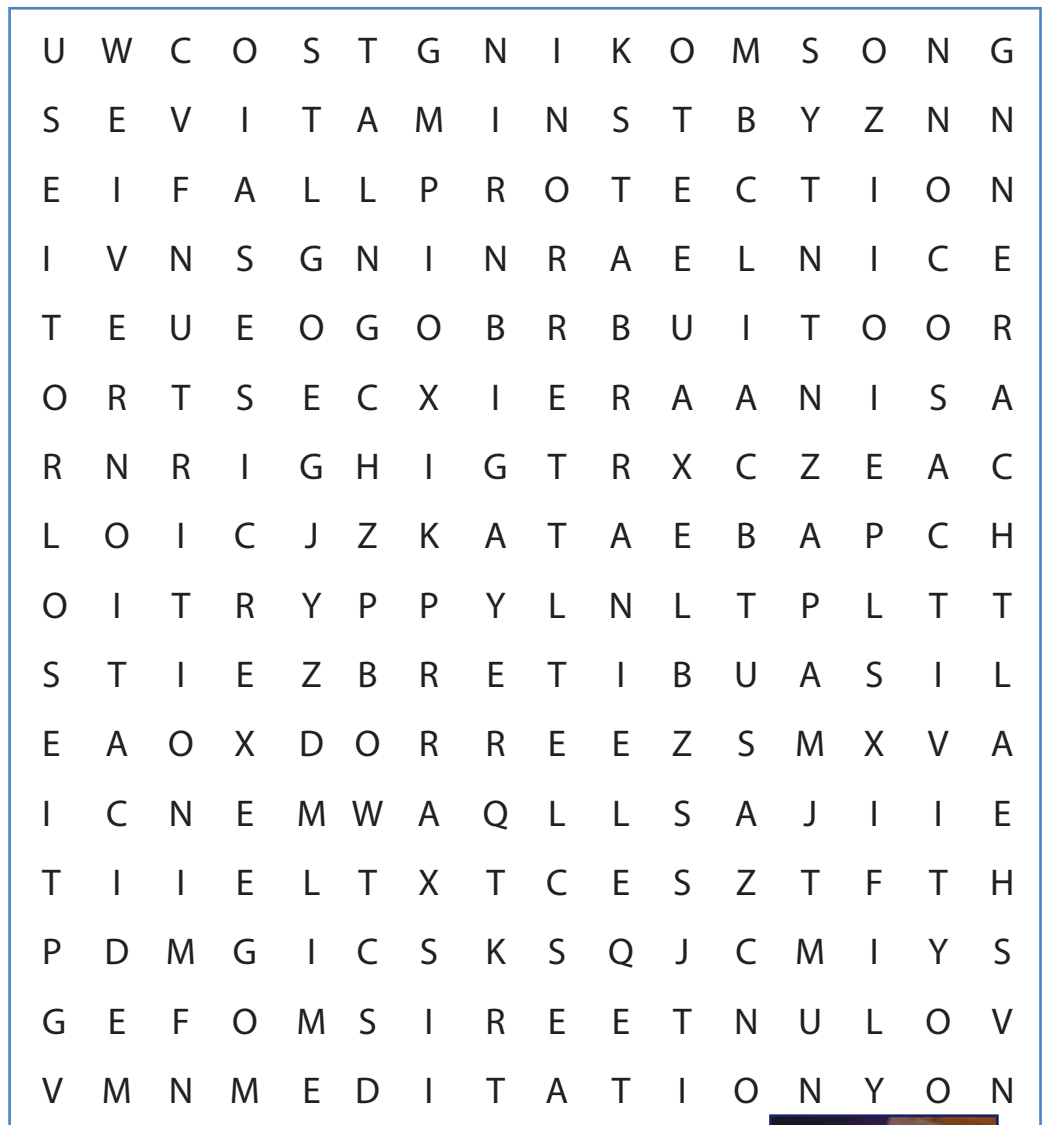 U W C O S T G N I K O M S O N G
S E V I T A M I N S T B Y Z N N
E I F A L L P R O T E C T I O N
I V N S G N I N R A E L N I C E
T E U E O G O B R B U I T O O R
O R T S E C X I E R A A N I S A
R N R I G H I G T R X C Z E A C
L O I C J Z K A T A E B A P C H
O I T R Y P P Y L N L T P L T T
S T I E Z B R E T I B U A S I L
E A O X D O R R E E Z S M X V A
I C N E M W A Q L L S A J I I E
T I I E L T X T C E S Z T F T H
P D M G I C S K S Q J C M I Y S
G E F O M S I R E E T N U L O V
V M N M E D I T A T I O N Y O N